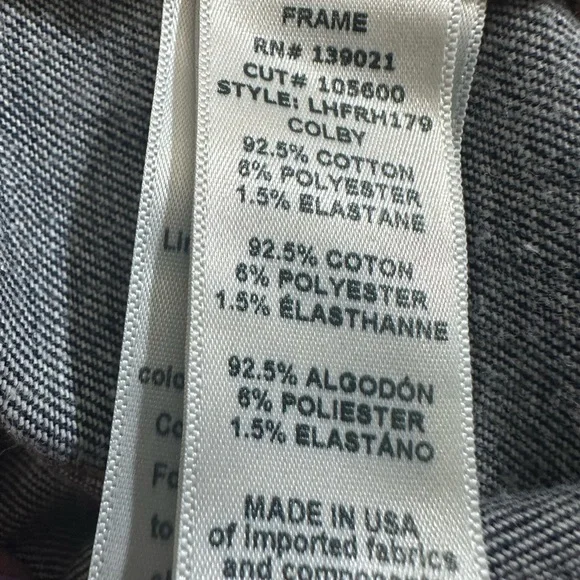 FRAME
RN# 139021
CUT# 105600
STYLE: LHFRH179
COLBY
92.5% COTTON
6% POLYESTER
1.5% ELASTANE
92.5% COTON
6% POLYESTER
1.5% ÉLASTHANNE
92.5% ALGODÓN
6% POLIESTER
1.5% ELASTÁNO
MADE IN USA
of imported fabrics
and